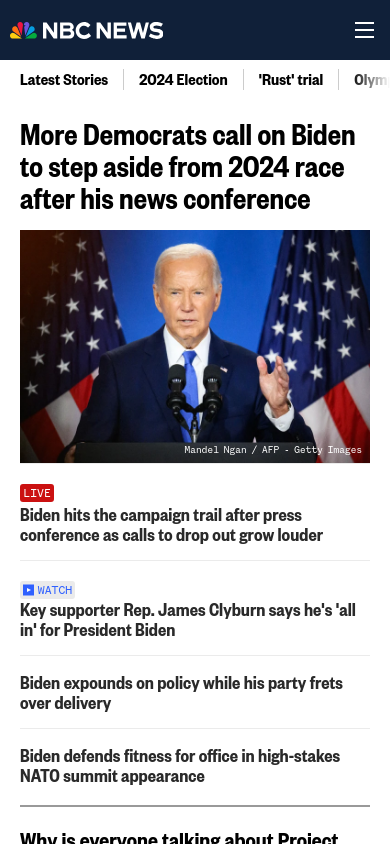 NBC NEWS
Latest Stories
2024 Election
'Rust' trial
Olym
More Democrats call on Biden
to step aside from 2024 race
after his news conference
Mandel Ngan / AFP - Getty Images
LIVE
Biden hits the campaign trail after press
conference as calls to drop out grow louder
WATCH
Key supporter Rep. James Clyburn says he's 'all
in' for President Biden
Biden expounds on policy while his party frets
over delivery
Biden defends fitness for office in high-stakes
NATO summit appearance
Why is everyone talking about Project